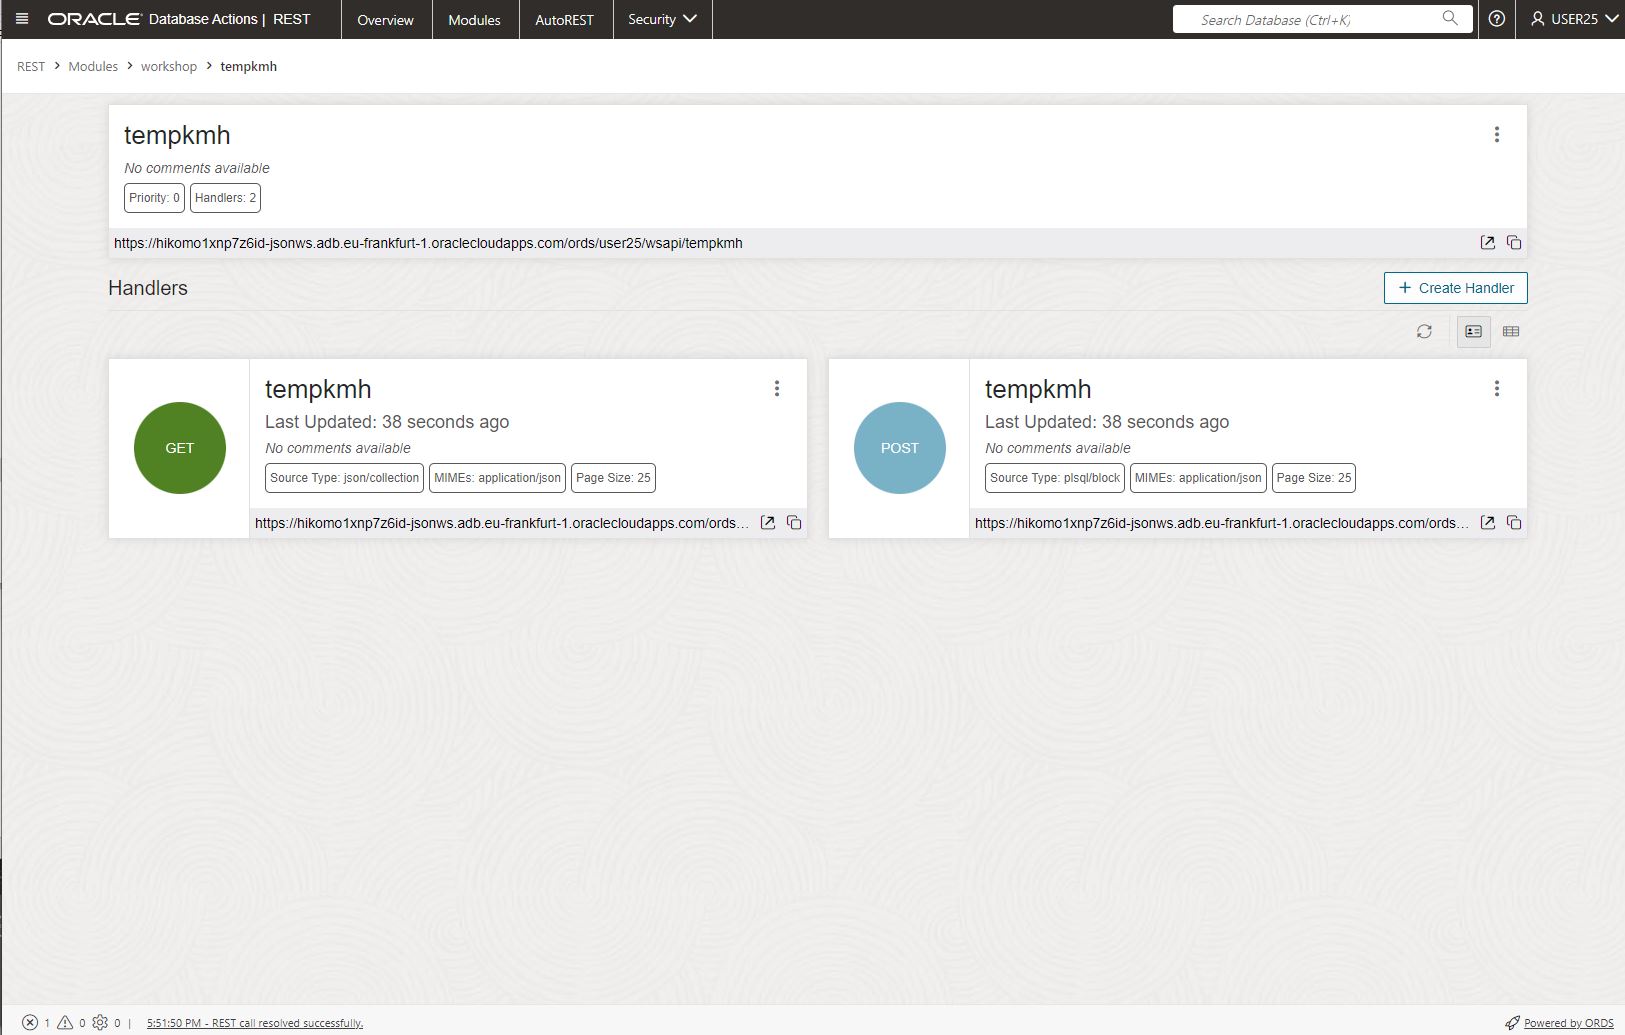 ORACLE Database Actions | REST Overview Modules AutoREST Security Search Database (Ctrl+K) USER25
REST > Modules > workshop > tempkmh
tempkmh
No comments available
Priority: 0 Handlers: 2
https://hikomo1xnp7z6id-jsonws.adb.eu-frankfurt-1.oraclecloudapps.com/ords/user25/wsapi/tempkmh
Handlers
+ Create Handler
GET
tempkmh
Last Updated: 38 seconds ago
No comments available
Source Type: json/collection MIMEs: application/json Page Size: 25
https://hikomo1xnp7z6id-jsonws.adb.eu-frankfurt-1.oraclecloudapps.com/ords…
POST
tempkmh
Last Updated: 38 seconds ago
No comments available
Source Type: plsql/block MIMEs: application/json Page Size: 25
https://hikomo1xnp7z6id-jsonws.adb.eu-frankfurt-1.oraclecloudapps.com/ords…
1 0 0 | 5:51:50 PM - REST call resolved successfully. Powered by ORDS